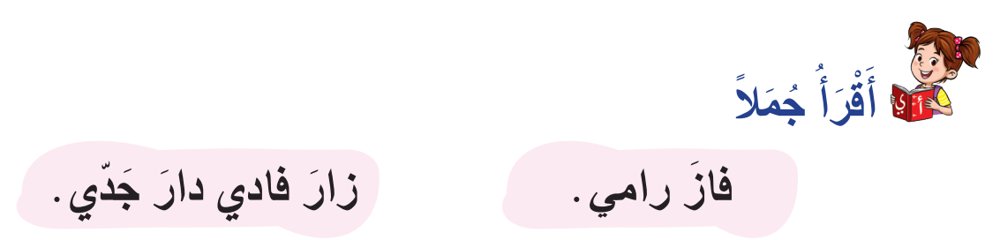 أَقْرَأُ جُمَلاً
فازَ رامي.
زارَ فادي دارَ جَدّي.